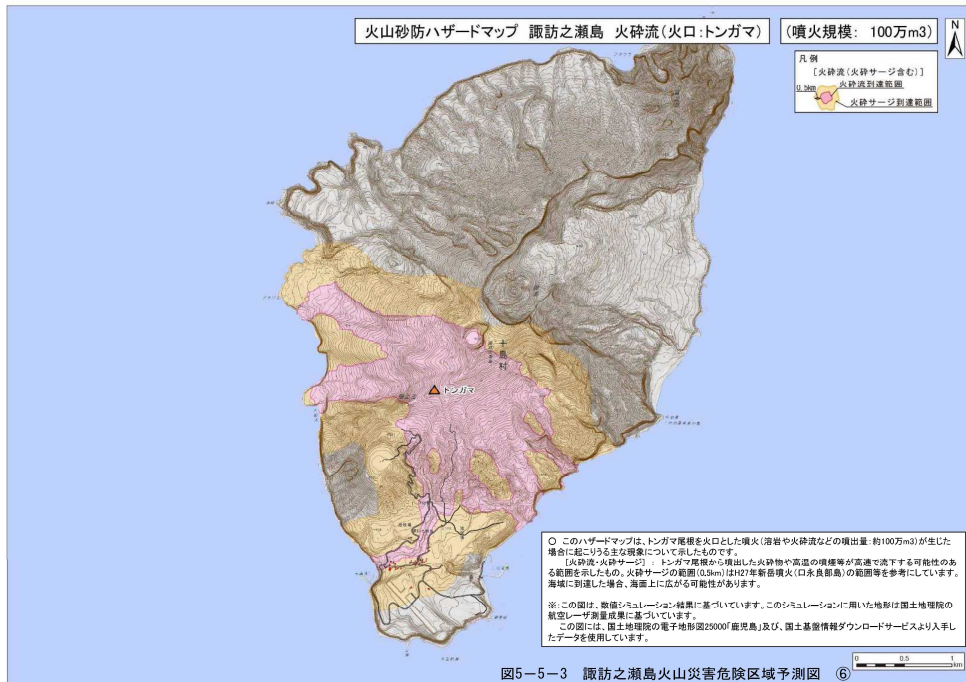 火山砂防ハザードマップ 諏訪之瀬島 火砕流(火口:トンガマ)
(噴火規模: 100万m3)
N
凡例
[火砕流(火砕サージ含む)]
0.5km
火砕流到達範囲
火砕サージ到達範囲
十島村
トンガマ
○ このハザードマップは、トンガマ尾根を火口とした噴火(溶岩や火砕流などの噴出量:約100万m3)が生じた
場合に起こりうる主な現象について示したものです。
[火砕流・火砕サージ] : トンガマ尾根から噴出した火砕物や高温の噴煙等が高速で流下する可能性のあ
る範囲を示したもの。火砕サージの範囲(0.5km)はH27年新岳噴火(口永良部島)の範囲等を参考にしています。
海域に到達した場合、海面上に広がる可能性があります。
※:この図は、数値シミュレーション結果に基づいています。このシミュレーションに用いた地形は国土地理院の
航空レーザ測量成果に基づいています。
この図には、国土地理院の電子地形図25000「鹿児島」及び、国土基盤情報ダウンロードサービスより入手し
たデータを使用しています。
図5-5-3 諏訪之瀬島火山災害危険区域予測図 ⑥
0 0.5 1
km